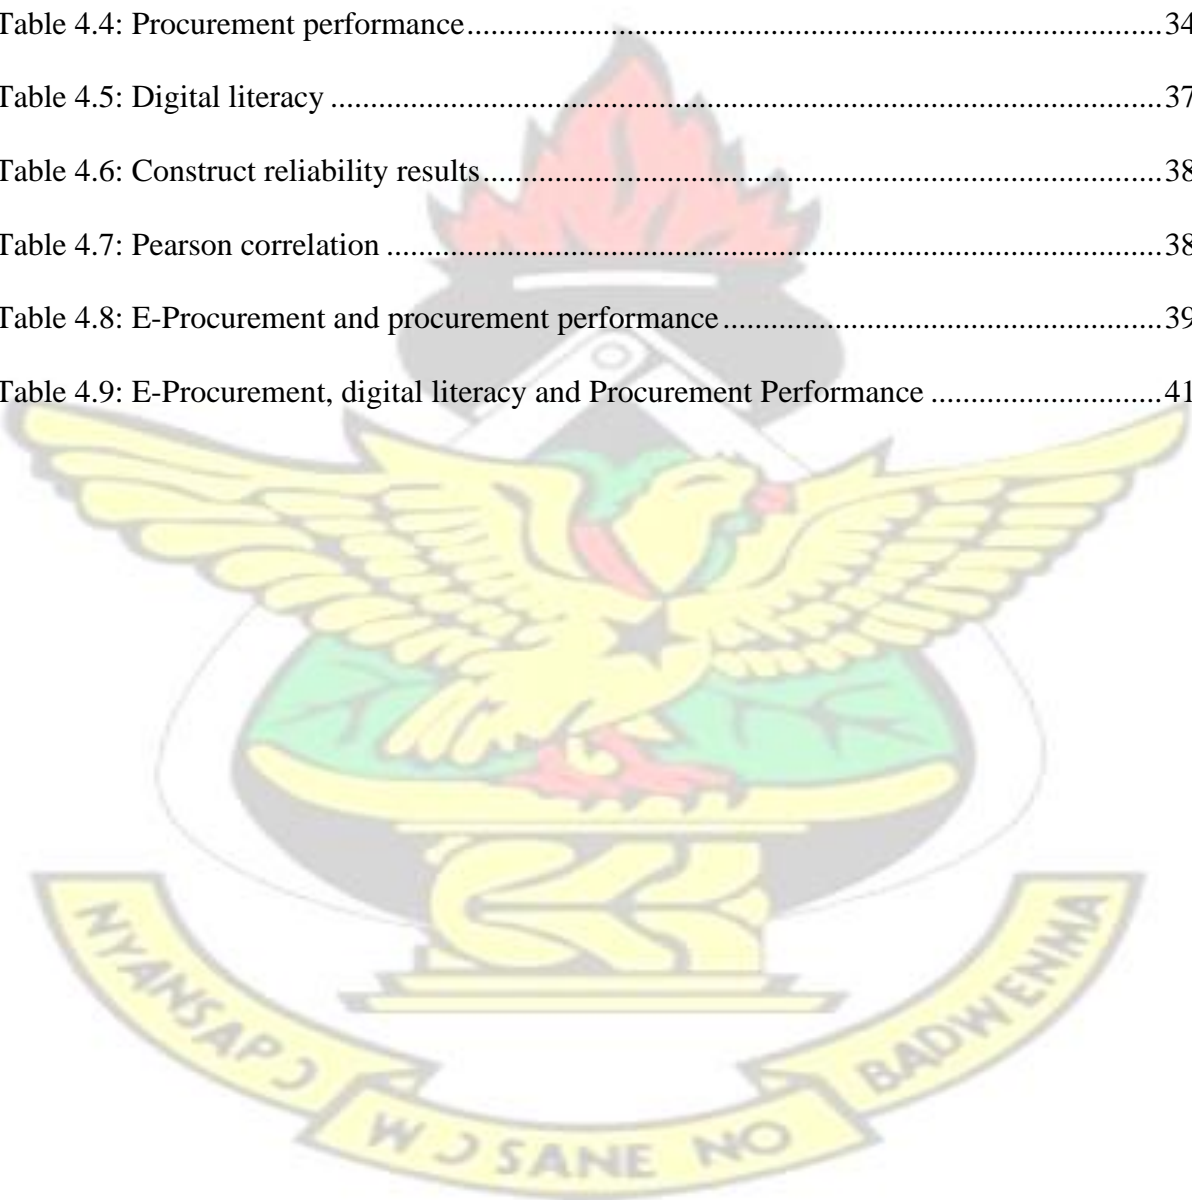 Table 4.4: Procurement performance....................................................................................34
Table 4.5: Digital literacy....................................................................................................37
Table 4.6: Construct reliability results..................................................................................38
Table 4.7: Pearson correlation.............................................................................................38
Table 4.8: E-Procurement and procurement performance......................................................39
Table 4.9: E-Procurement, digital literacy and Procurement Performance............................41
NYANSAPƆ
WƆSANE NO
BADWENMA